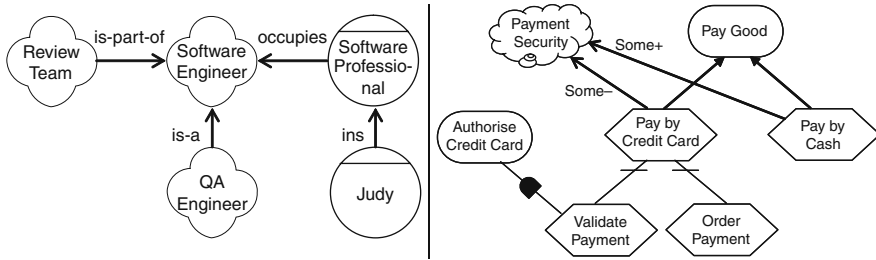 Review
Team
is-part-of
Software
Engineer
occupies
Software
Professio-
nal
is-a
ins
QA
Engineer
Judy
Payment
Security
Some+
Pay Good
Some–
Authorise
Credit Card
Pay by
Credit Card
Pay by
Cash
Validate
Payment
Order
Payment